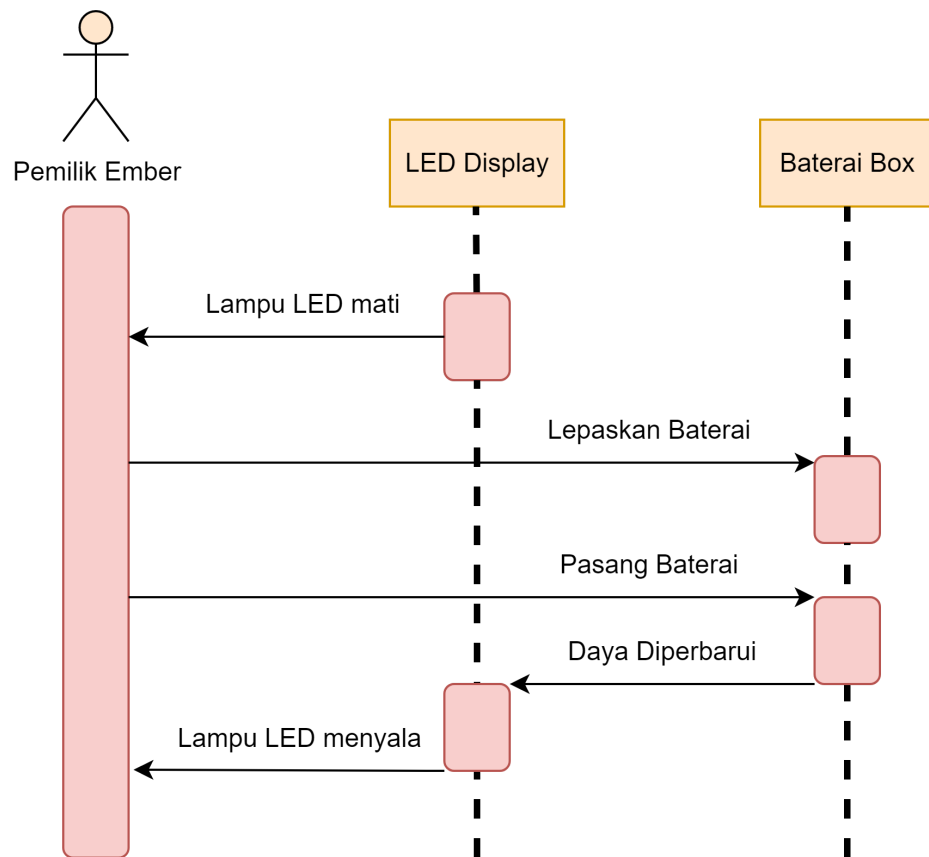 Pemilik Ember
LED Display
Baterai Box
Lampu LED mati
Lepaskan Baterai
Pasang Baterai
Daya Diperbarui
Lampu LED menyala